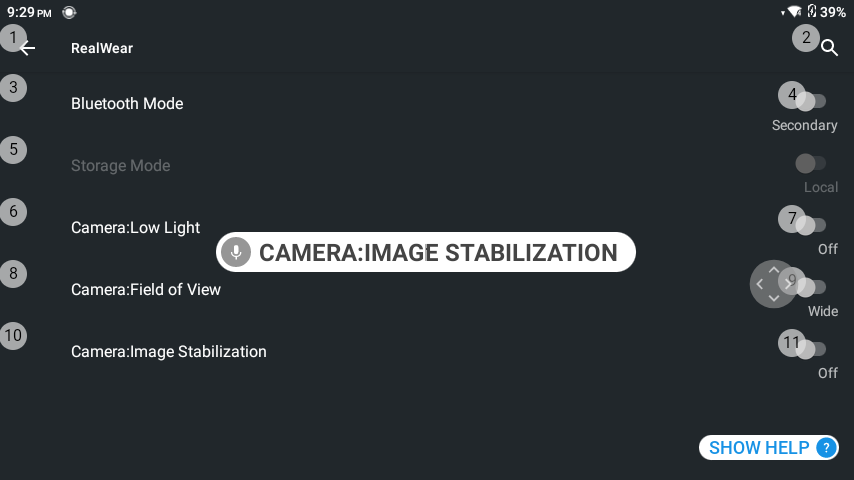 9:29 PM 39%
1 RealWear 2
3 Bluetooth Mode 4
Secondary
5 Storage Mode
Local
6 Camera:Low Light 7
Off
CAMERA:IMAGE STABILIZATION
8 Camera:Field of View 9
Wide
10 Camera:Image Stabilization 11
Off
SHOW HELP ?